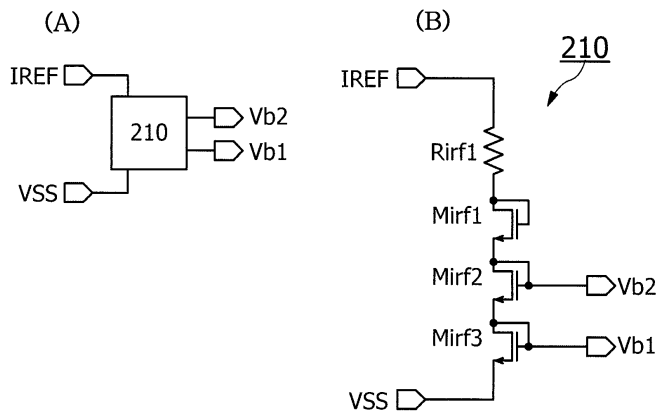 (A)
IREF
210
Vb2
Vb1
VSS
(B)
210
IREF
Rirf1
Mirf1
Mirf2
Vb2
Mirf3
Vb1
VSS